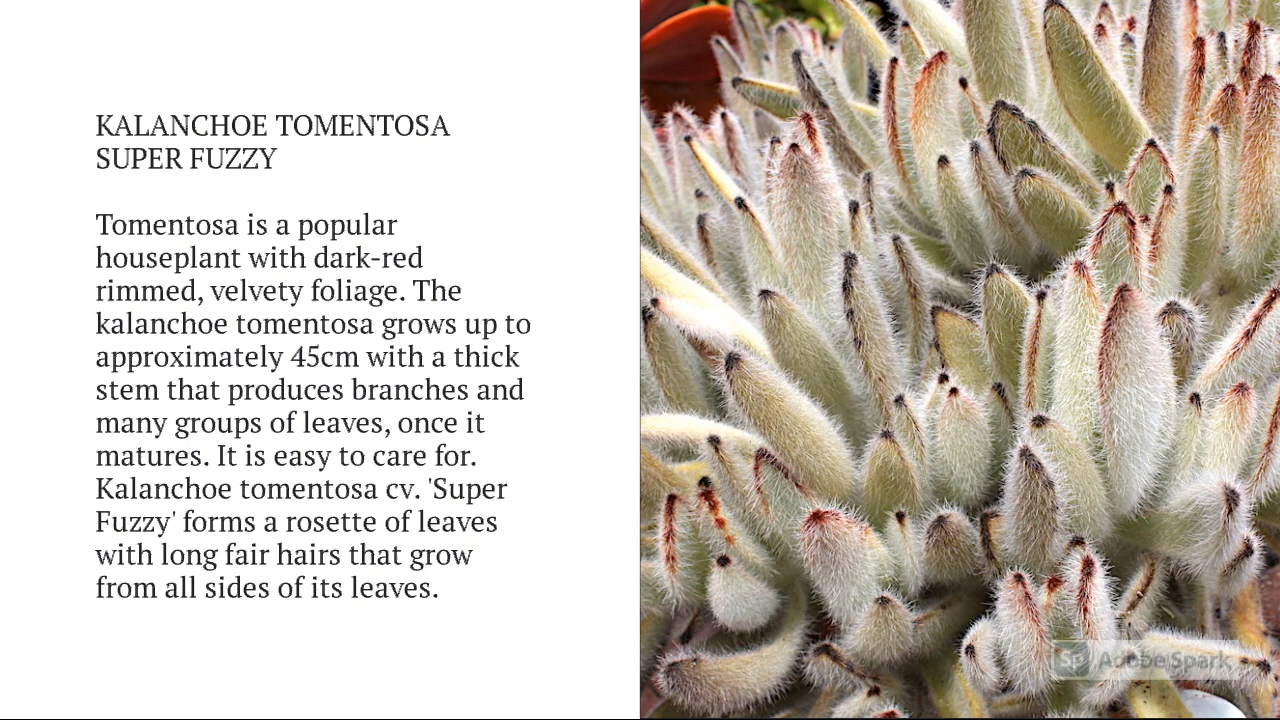 KALANCHOE TOMENTOSA
SUPER FUZZY
Tomentosa is a popular
houseplant with dark-red
rimmed, velvety foliage. The
kalanchoe tomentosa grows up to
approximately 45cm with a thick
stem that produces branches and
many groups of leaves, once it
matures. It is easy to care for.
Kalanchoe tomentosa cv. 'Super
Fuzzy' forms a rosette of leaves
with long fair hairs that grow
from all sides of its leaves.
Sp Adobe Spark